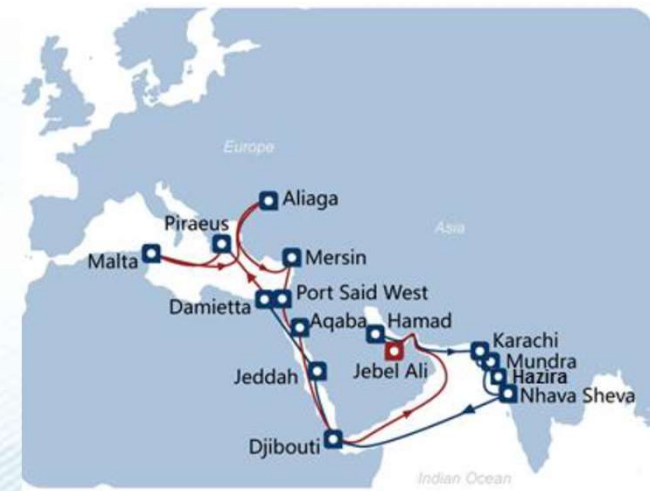 Europe
Aliaga
Piraeus
Asia
Malta
Mersin
Damietta
Port Said West
Aqaba
Hamad
Karachi
Mundra
Jebel Ali
Hazira
Jeddah
Nhava Sheva
Djibouti
Indian Ocean